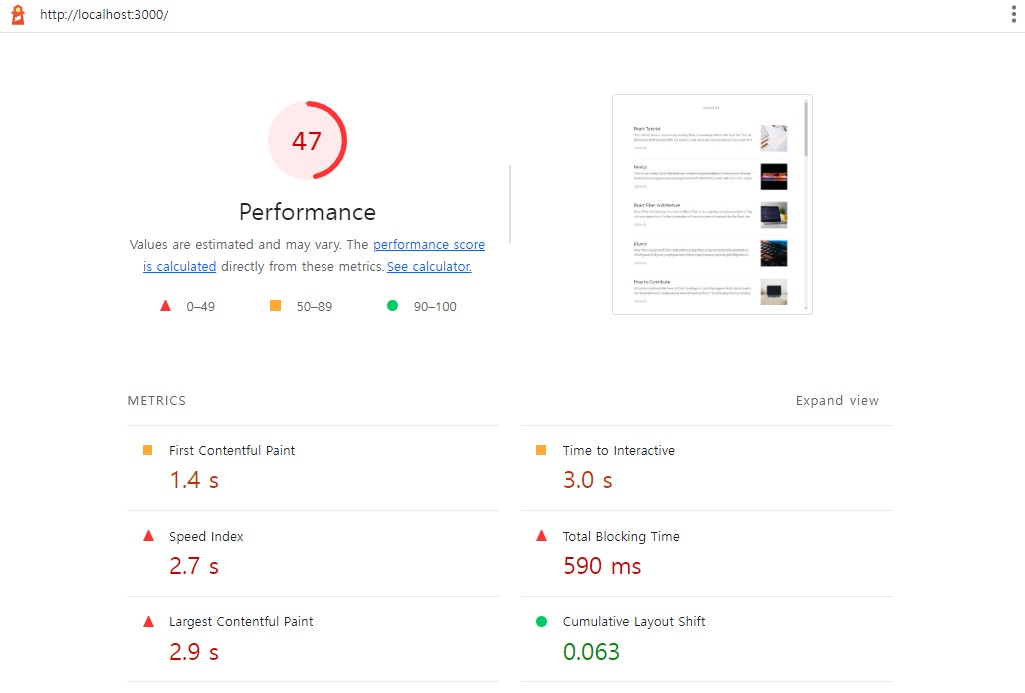 http://localhost:3000/
47
Performance
Values are estimated and may vary. The performance score
is calculated directly from these metrics. See calculator.
0–49
50–89
90–100
React Tutorial
Next.js
React Fiber Architecture
jQuery
How to Contribute
METRICS
Expand view
First Contentful Paint
1.4 s
Time to Interactive
3.0 s
Speed Index
2.7 s
Total Blocking Time
590 ms
Largest Contentful Paint
2.9 s
Cumulative Layout Shift
0.063